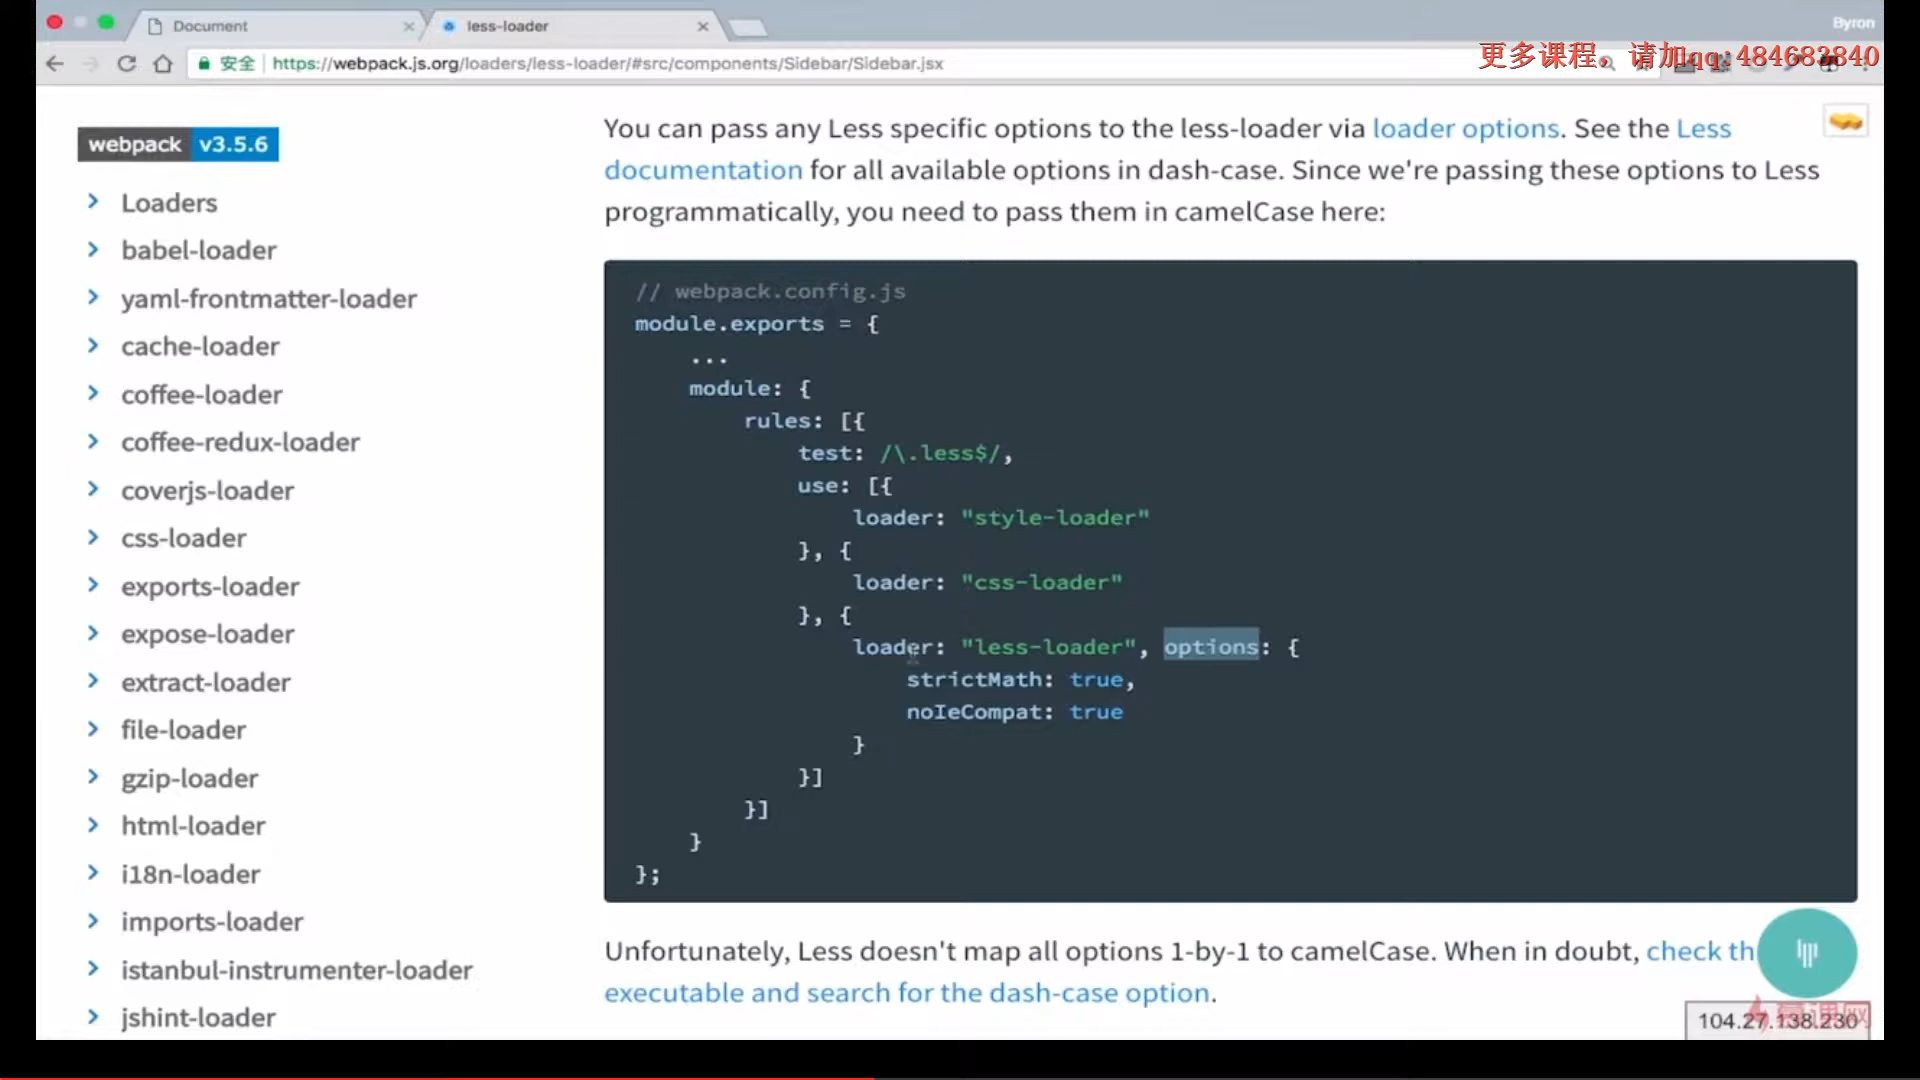 Document
less-loader
Byron
安全 https://webpack.js.org/loaders/less-loader/#src/components/Sidebar/Sidebar.jsx
更多课程，请加qq:484683840
webpack v3.5.6
Loaders
babel-loader
yaml-frontmatter-loader
cache-loader
coffee-loader
coffee-redux-loader
coverjs-loader
css-loader
exports-loader
expose-loader
extract-loader
file-loader
gzip-loader
html-loader
i18n-loader
imports-loader
istanbul-instrumenter-loader
jshint-loader
You can pass any Less specific options to the less-loader via loader options. See the Less
documentation for all available options in dash-case. Since we're passing these options to Less
programmatically, you need to pass them in camelCase here:
// webpack.config.js
module.exports = {
...
module: {
rules: [{
test: /\.less$/,
use: [{
loader: "style-loader"
}, {
loader: "css-loader"
}, {
loader: "less-loader", options: {
strictMath: true,
noIeCompat: true
}
}]
}]
}
};
Unfortunately, Less doesn't map all options 1-by-1 to camelCase. When in doubt, check th
executable and search for the dash-case option.
慕课网
104.27.138.230